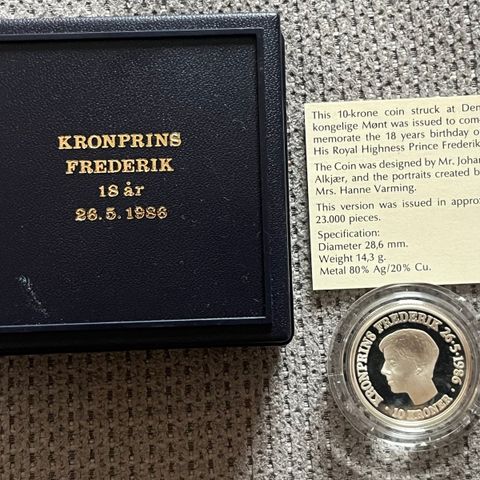 KRONPRINS
FREDERIK
18 år
26.5.1986
This 10-krone coin struck at Den
kongelige Mønt was issued to com-
memorate the 18 years birthday o
His Royal Highness Prince Frederik
The Coin was designed by Mr. Johan
Alkjær, and the portraits created b
Mrs. Hanne Varming.
This version was issued in approx
23.000 pieces.
Specification:
Diameter 28,6 mm.
Weight 14,3 g.
Metal 80% Ag/20% Cu.
KRONPRINS FREDERIK 26·5·1986
· 10 KRONER ·